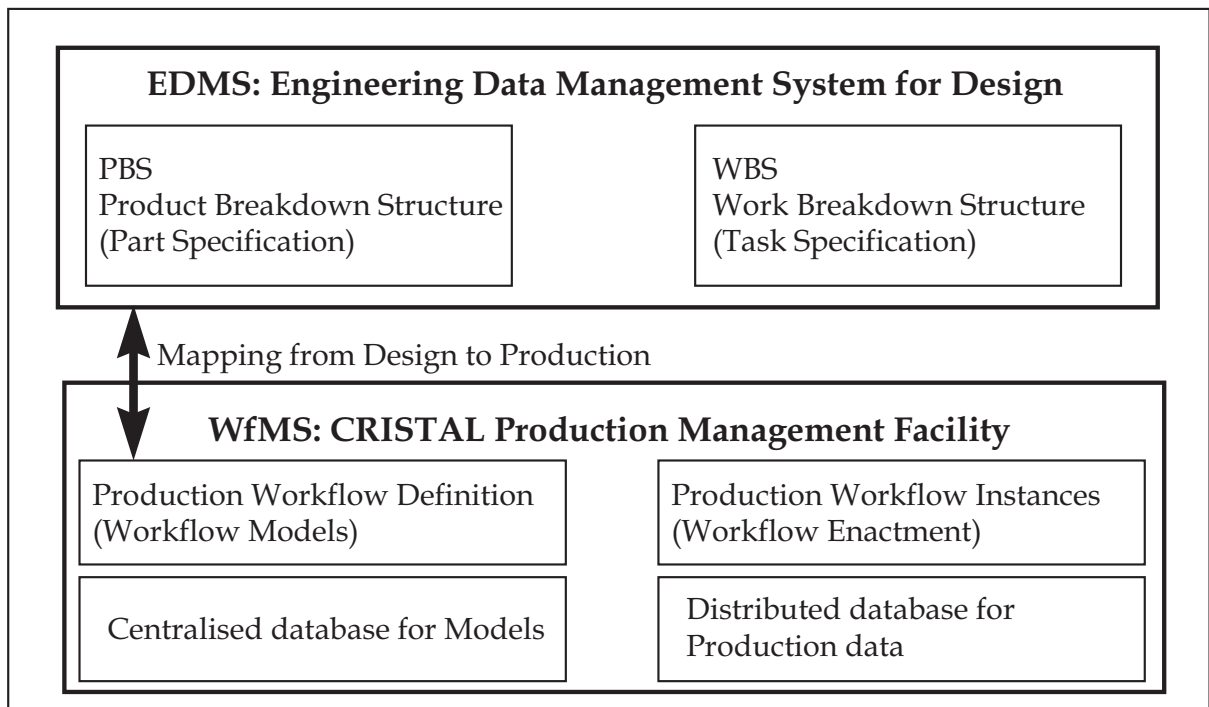 EDMS: Engineering Data Management System for Design
PBS
Product Breakdown Structure
(Part Specification)
WBS
Work Breakdown Structure
(Task Specification)
Mapping from Design to Production
WfMS: CRISTAL Production Management Facility
Production Workflow Definition
(Workflow Models)
Production Workflow Instances
(Workflow Enactment)
Centralised database for Models
Distributed database for
Production data